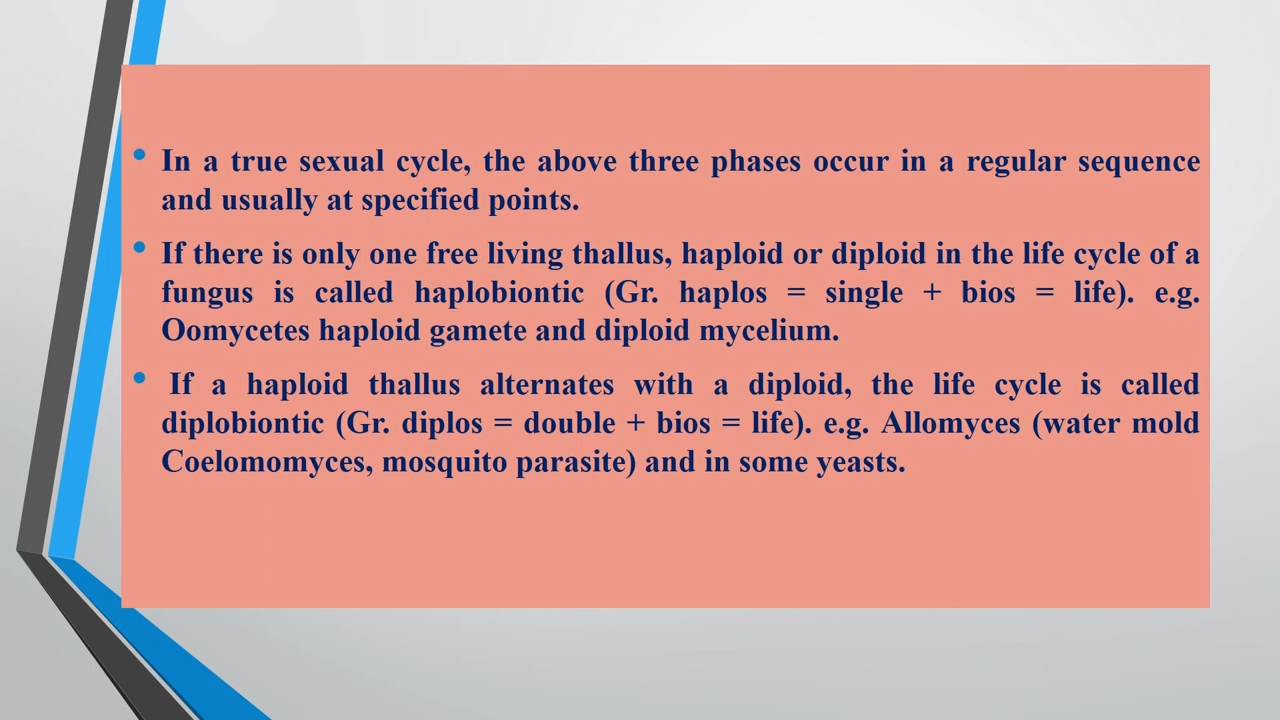 • In a true sexual cycle, the above three phases occur in a regular sequence
and usually at specified points.
• If there is only one free living thallus, haploid or diploid in the life cycle of a
fungus is called haplobiontic (Gr. haplos = single + bios = life). e.g.
Oomycetes haploid gamete and diploid mycelium.
• If a haploid thallus alternates with a diploid, the life cycle is called
diplobiontic (Gr. diplos = double + bios = life). e.g. Allomyces (water mold
Coelomomyces, mosquito parasite) and in some yeasts.